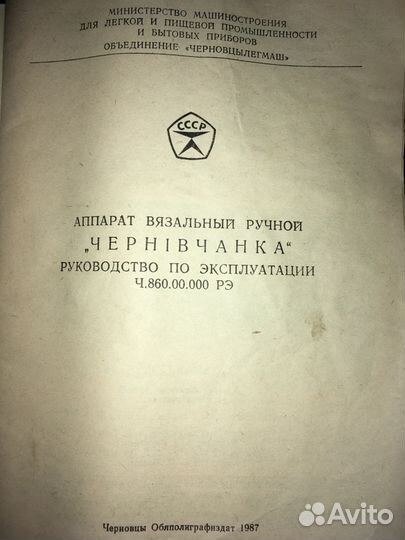 МИНИСТЕРСТВО МАШИНОСТРОЕНИЯ
ДЛЯ ЛЕГКОЙ И ПИЩЕВОЙ ПРОМЫШЛЕННОСТИ
И БЫТОВЫХ ПРИБОРОВ
ОБЪЕДИНЕНИЕ «ЧЕРНОВЦЫЛЕГМАШ»
СССР
АППАРАТ ВЯЗАЛЬНЫЙ РУЧНОЙ
„ЧЕРНІВЧАНКА“
РУКОВОДСТВО ПО ЭКСПЛУАТАЦИИ
Ч.860.00.000 РЭ
Черновцы Обяполиграфиздат 1987
Avito